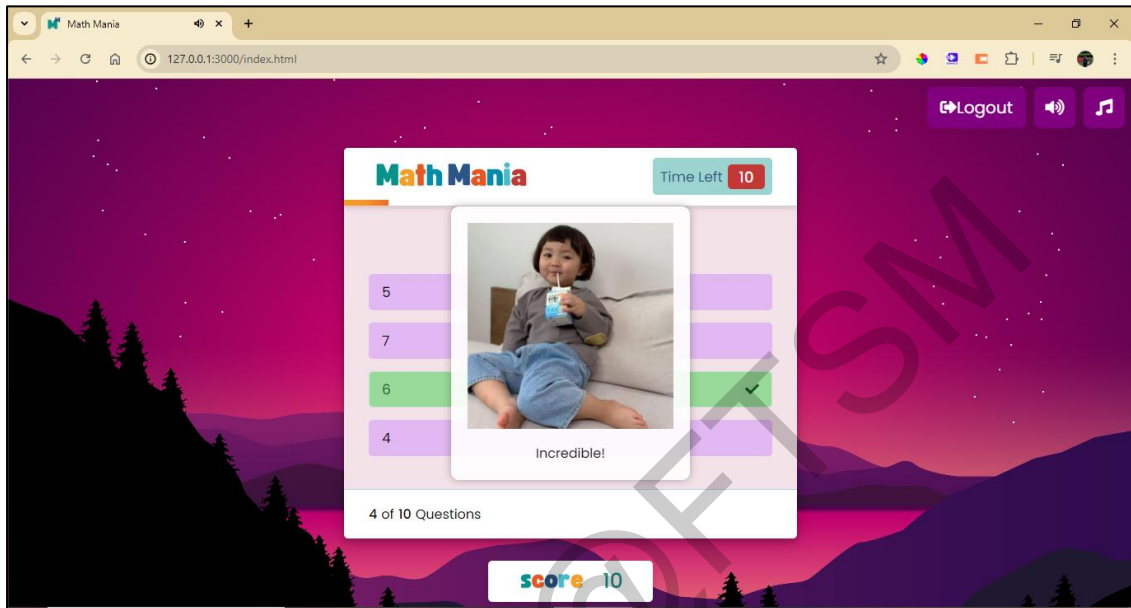 Math Mania
127.0.0.1:3000/index.html
Logout
Math Mania
Time Left 10
5
7
6
4
Incredible!
4 of 10 Questions
score 10
@FTSM